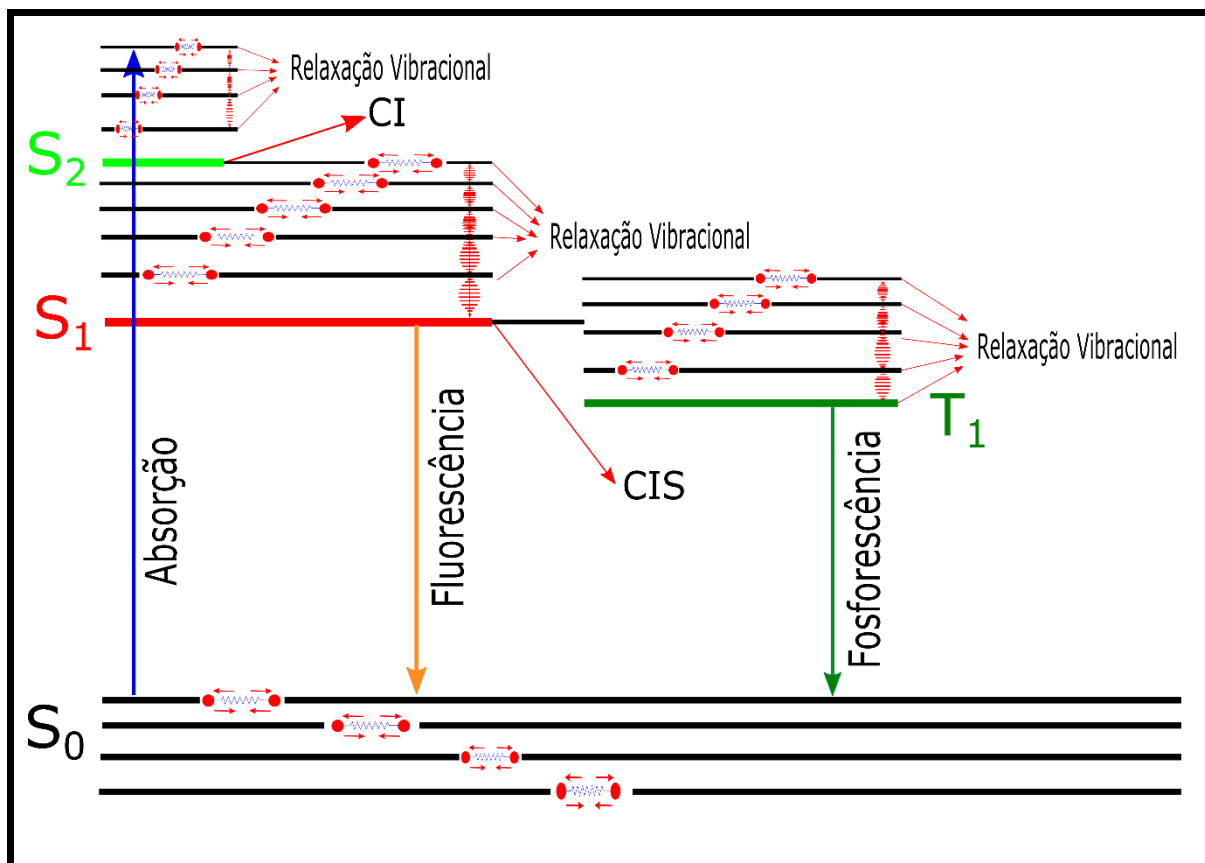 Relaxação Vibracional
CI
S2
Relaxação Vibracional
S1
Relaxação Vibracional
T1
CIS
Absorção
Fluorescência
Fosforescência
S0